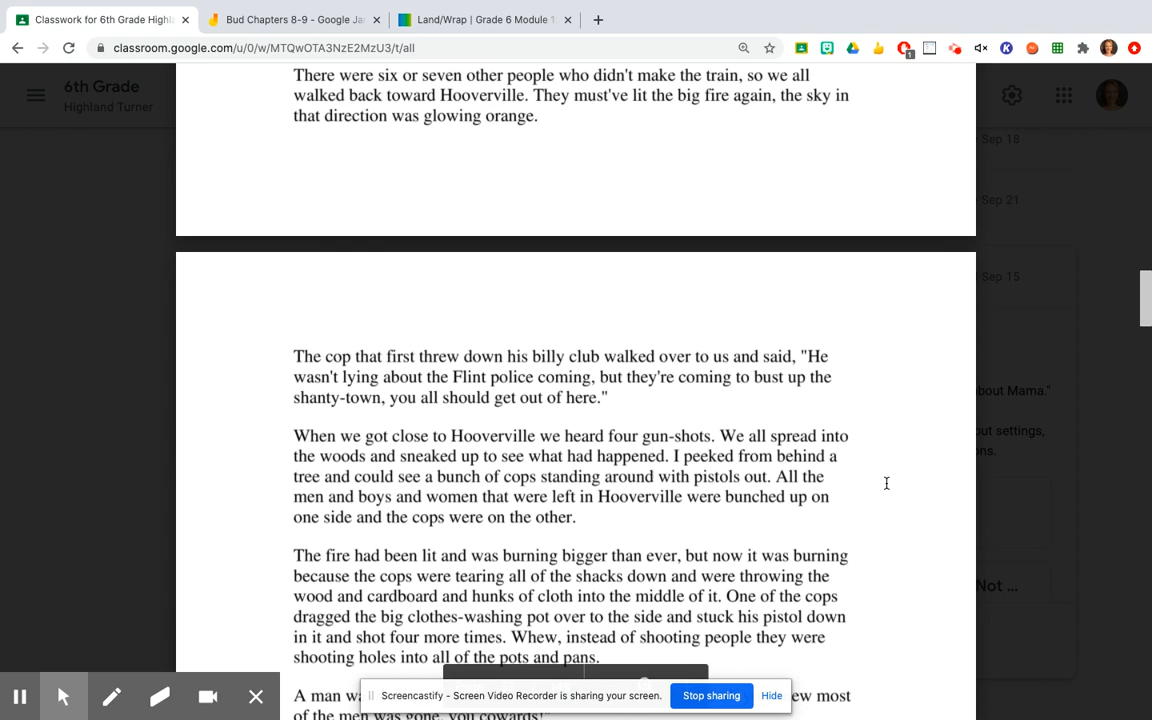 Classwork for 6th Grade Highl
Bud Chapters 8-9 - Google Ja
Land/Wrap | Grade 6 Module 1
classroom.google.com/u/0/w/MTQwOTA3NzE2MzU3/t/all
6th Grade
Highland Turner
There were six or seven other people who didn't make the train, so we all
walked back toward Hooverville. They must've lit the big fire again, the sky in
that direction was glowing orange.
Sep 18
Sep 21
Sep 15
The cop that first threw down his billy club walked over to us and said, "He
wasn't lying about the Flint police coming, but they're coming to bust up the
shanty-town, you all should get out of here."
bout Mama."
ut settings,
ns.
When we got close to Hooverville we heard four gun-shots. We all spread into
the woods and sneaked up to see what had happened. I peeked from behind a
tree and could see a bunch of cops standing around with pistols out. All the
men and boys and women that were left in Hooverville were bunched up on
one side and the cops were on the other.
The fire had been lit and was burning bigger than ever, but now it was burning
because the cops were tearing all of the shacks down and were throwing the
wood and cardboard and hunks of cloth into the middle of it. One of the cops
dragged the big clothes-washing pot over to the side and stuck his pistol down
in it and shot four more times. Whew, instead of shooting people they were
shooting holes into all of the pots and pans.
Not ...
A man wa ew most
of the men was gone, you cowards!"
Screencastify - Screen Video Recorder is sharing your screen.
Stop sharing
Hide